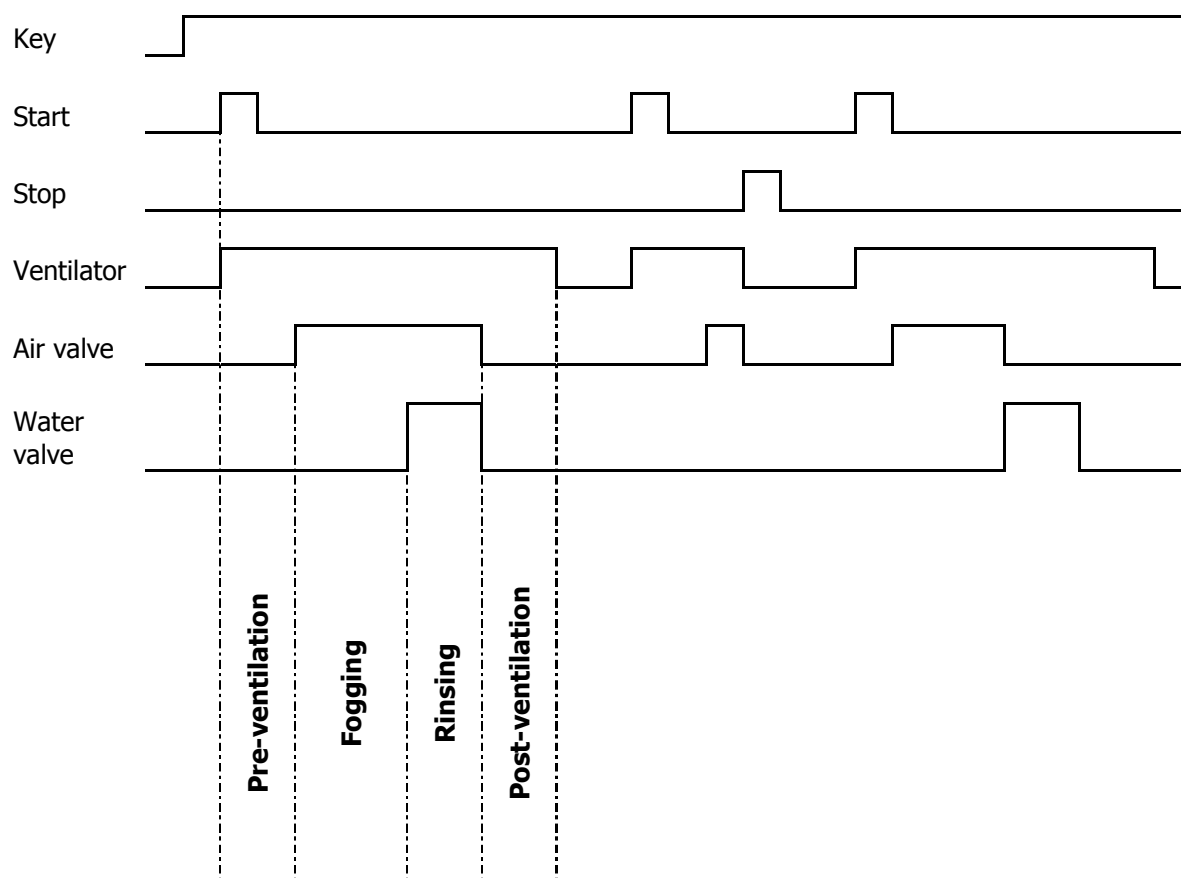 Key
Start
Stop
Ventilator
Air valve
Water
valve
Pre-ventilation
Fogging
Rinsing
Post-ventilation